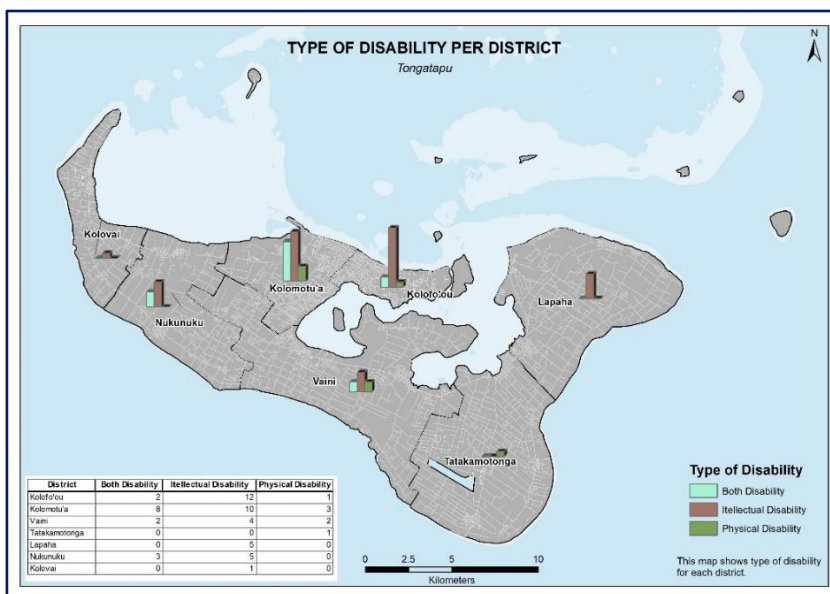 TYPE OF DISABILITY PER DISTRICT
Tongatapu
N
Kolovai
Kolomotu'a
Kolofo'ou
Lapaha
Nukunuku
Vaini
Tatakamotonga
District Both Disability Itellectual Disability Physical Disability
Kolofo'ou 2 12 1
Kolomotu'a 8 10 3
Vaini 2 4 2
Tatakamotonga 0 0 1
Lapaha 0 5 0
Nukunuku 3 5 0
Kolovai 0 1 0
0 2.5 5 10
Kilometers
Type of Disability
Both Disability
Itellectual Disability
Physical Disability
This map shows type of disability
for each district.